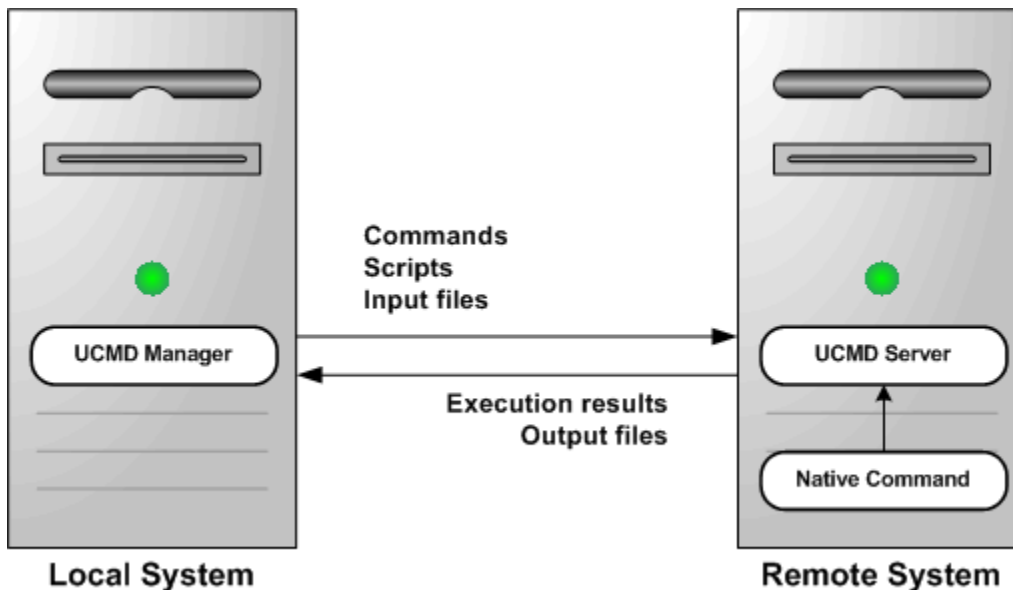 Commands
Scripts
Input files
UCMD Manager
UCMD Server
Execution results
Output files
Native Command
Local System
Remote System